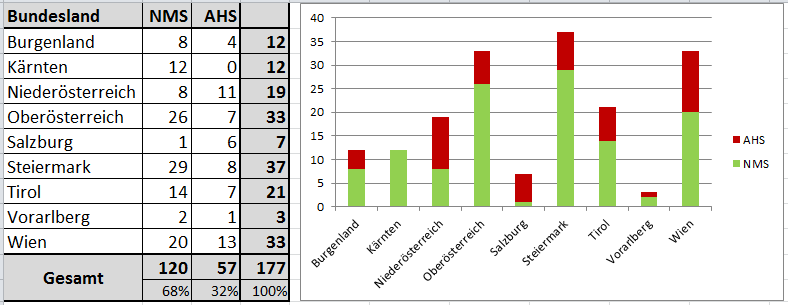 Bundesland NMS AHS
Burgenland 8 4 12
Kärnten 12 0 12
Niederösterreich 8 11 19
Oberösterreich 26 7 33
Salzburg 1 6 7
Steiermark 29 8 37
Tirol 14 7 21
Vorarlberg 2 1 3
Wien 20 13 33
Gesamt 120 57 177
68% 32% 100%
40
35
30
25
20
15
10
5
0
Burgenland
Kärnten
Niederösterreich
Oberösterreich
Salzburg
Steiermark
Tirol
Vorarlberg
Wien
AHS
NMS